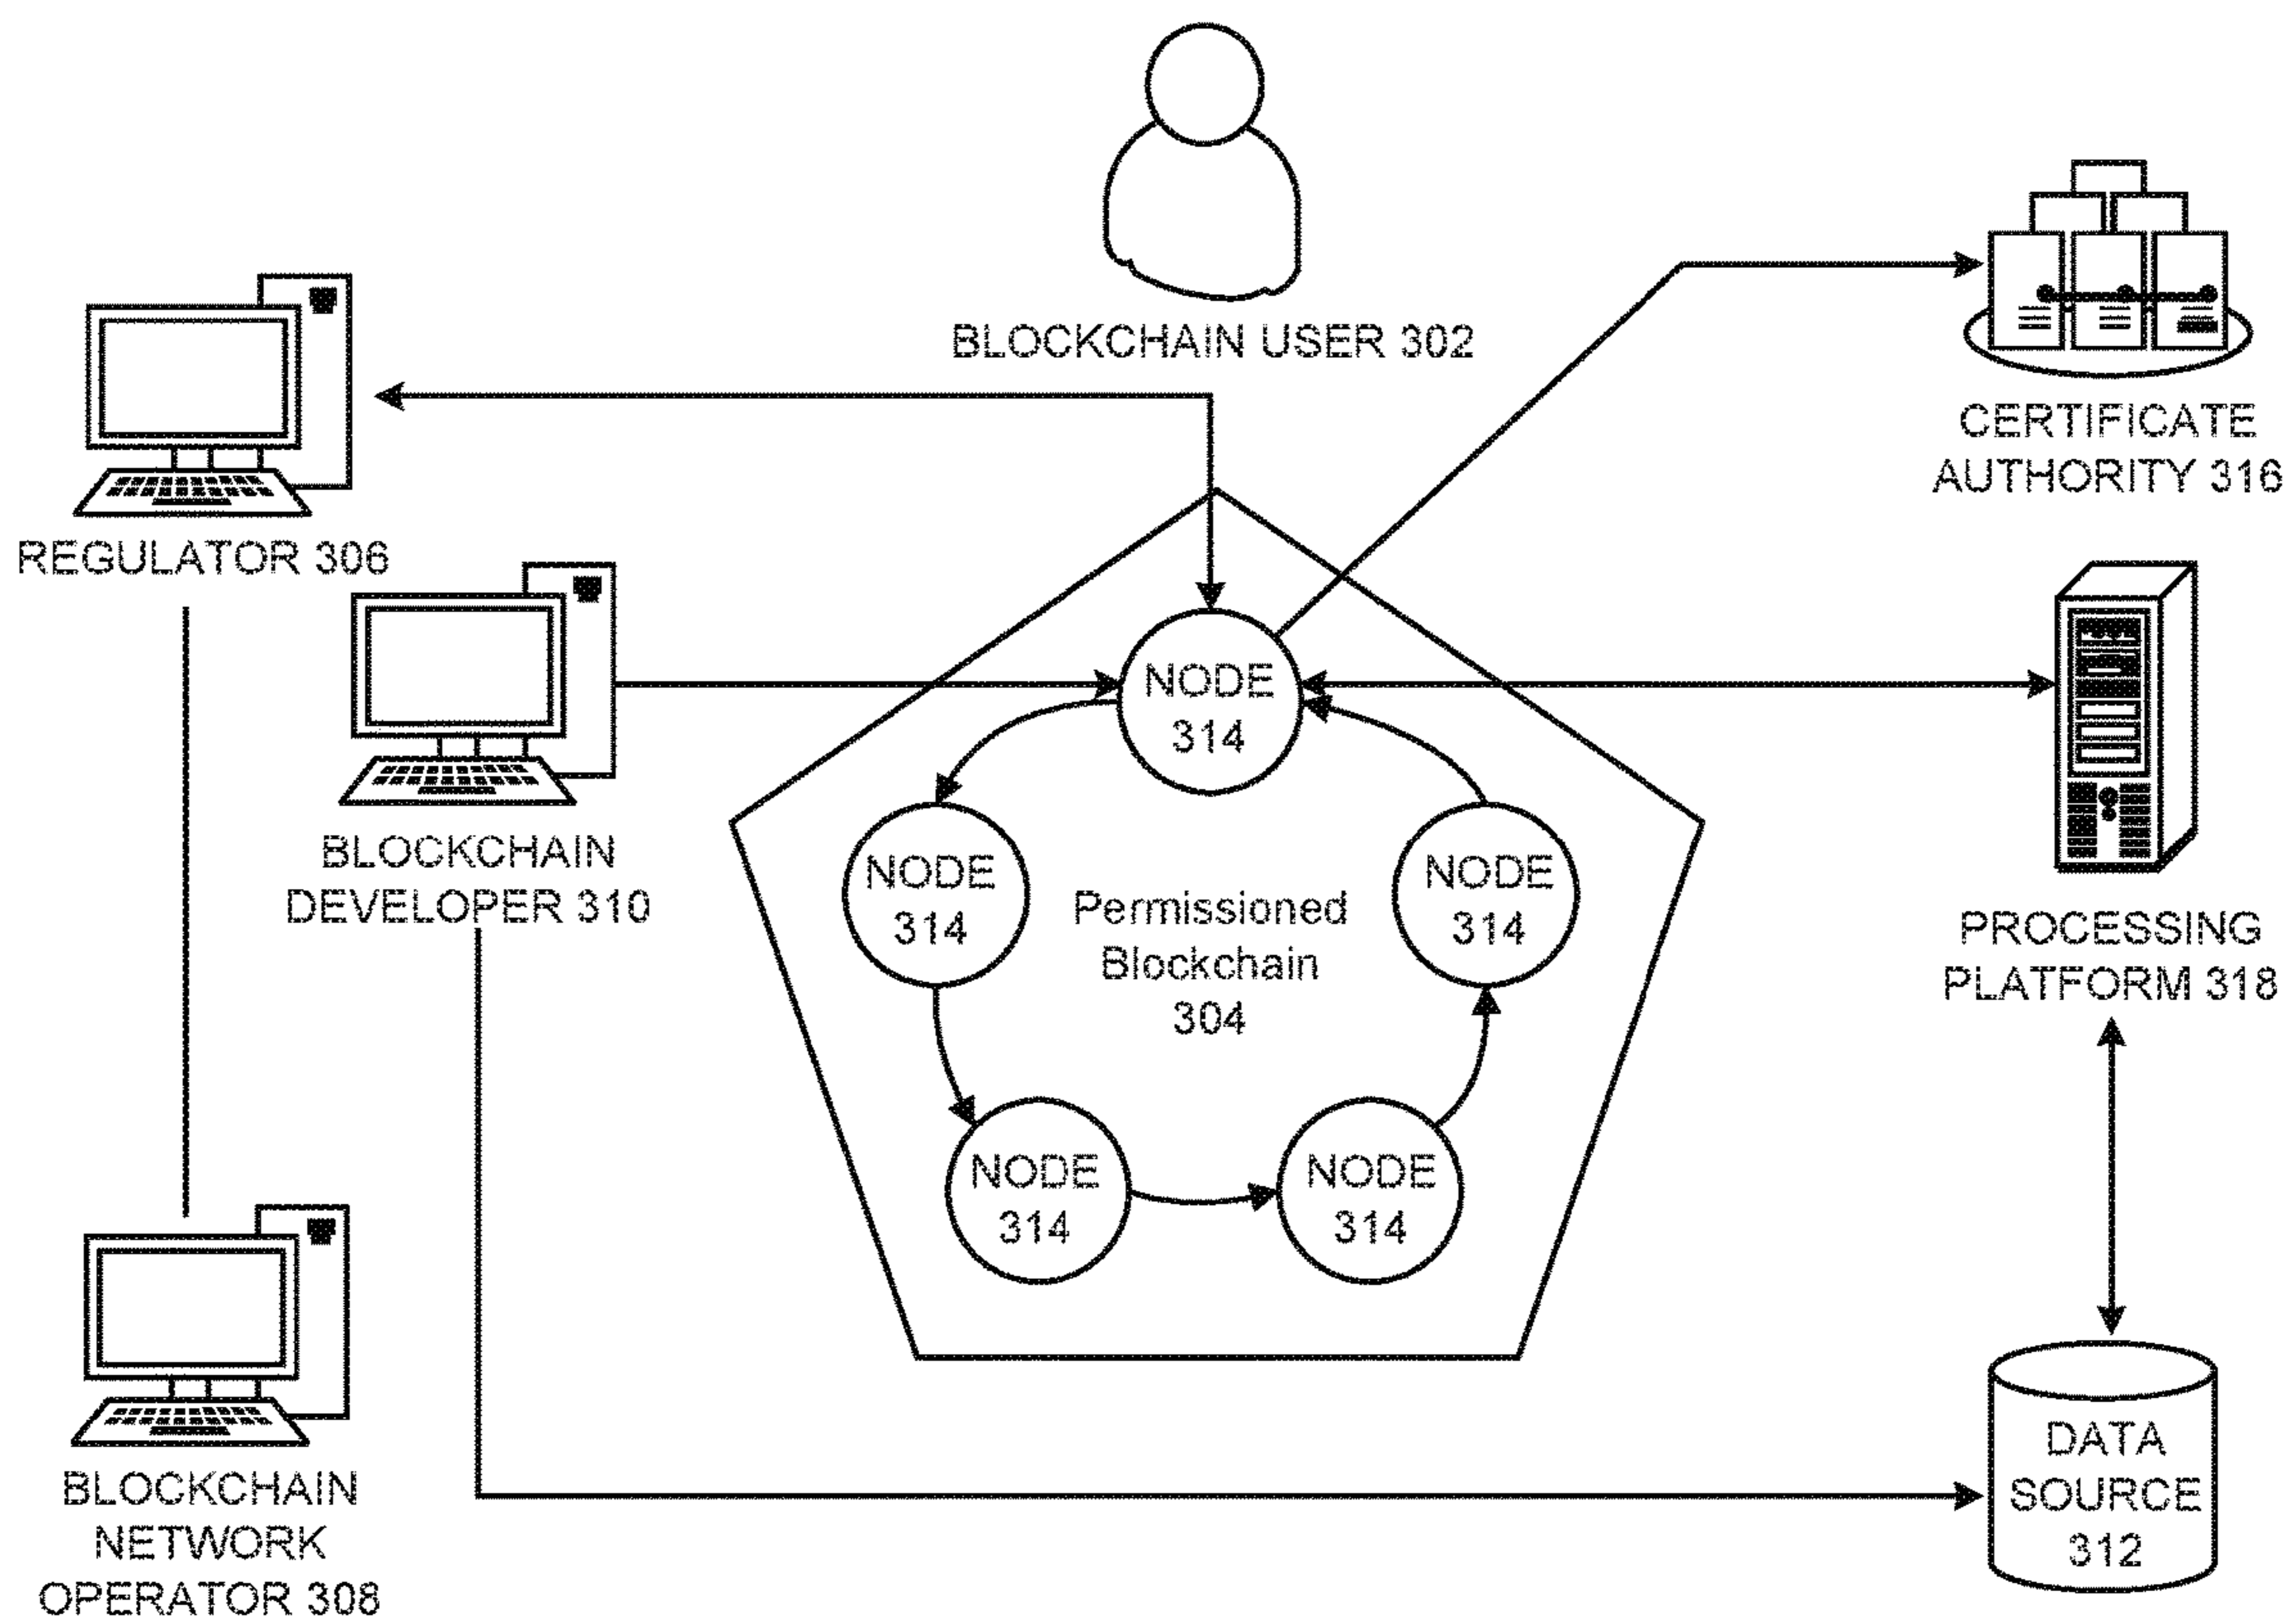 BLOCKCHAIN USER 302
CERTIFICATE
AUTHORITY 316
REGULATOR 306
BLOCKCHAIN
DEVELOPER 310
NODE
314
NODE
314
Permissioned
Blockchain
304
NODE
314
PROCESSING
PLATFORM 318
NODE
314
NODE
314
BLOCKCHAIN
NETWORK
OPERATOR 308
DATA
SOURCE
312